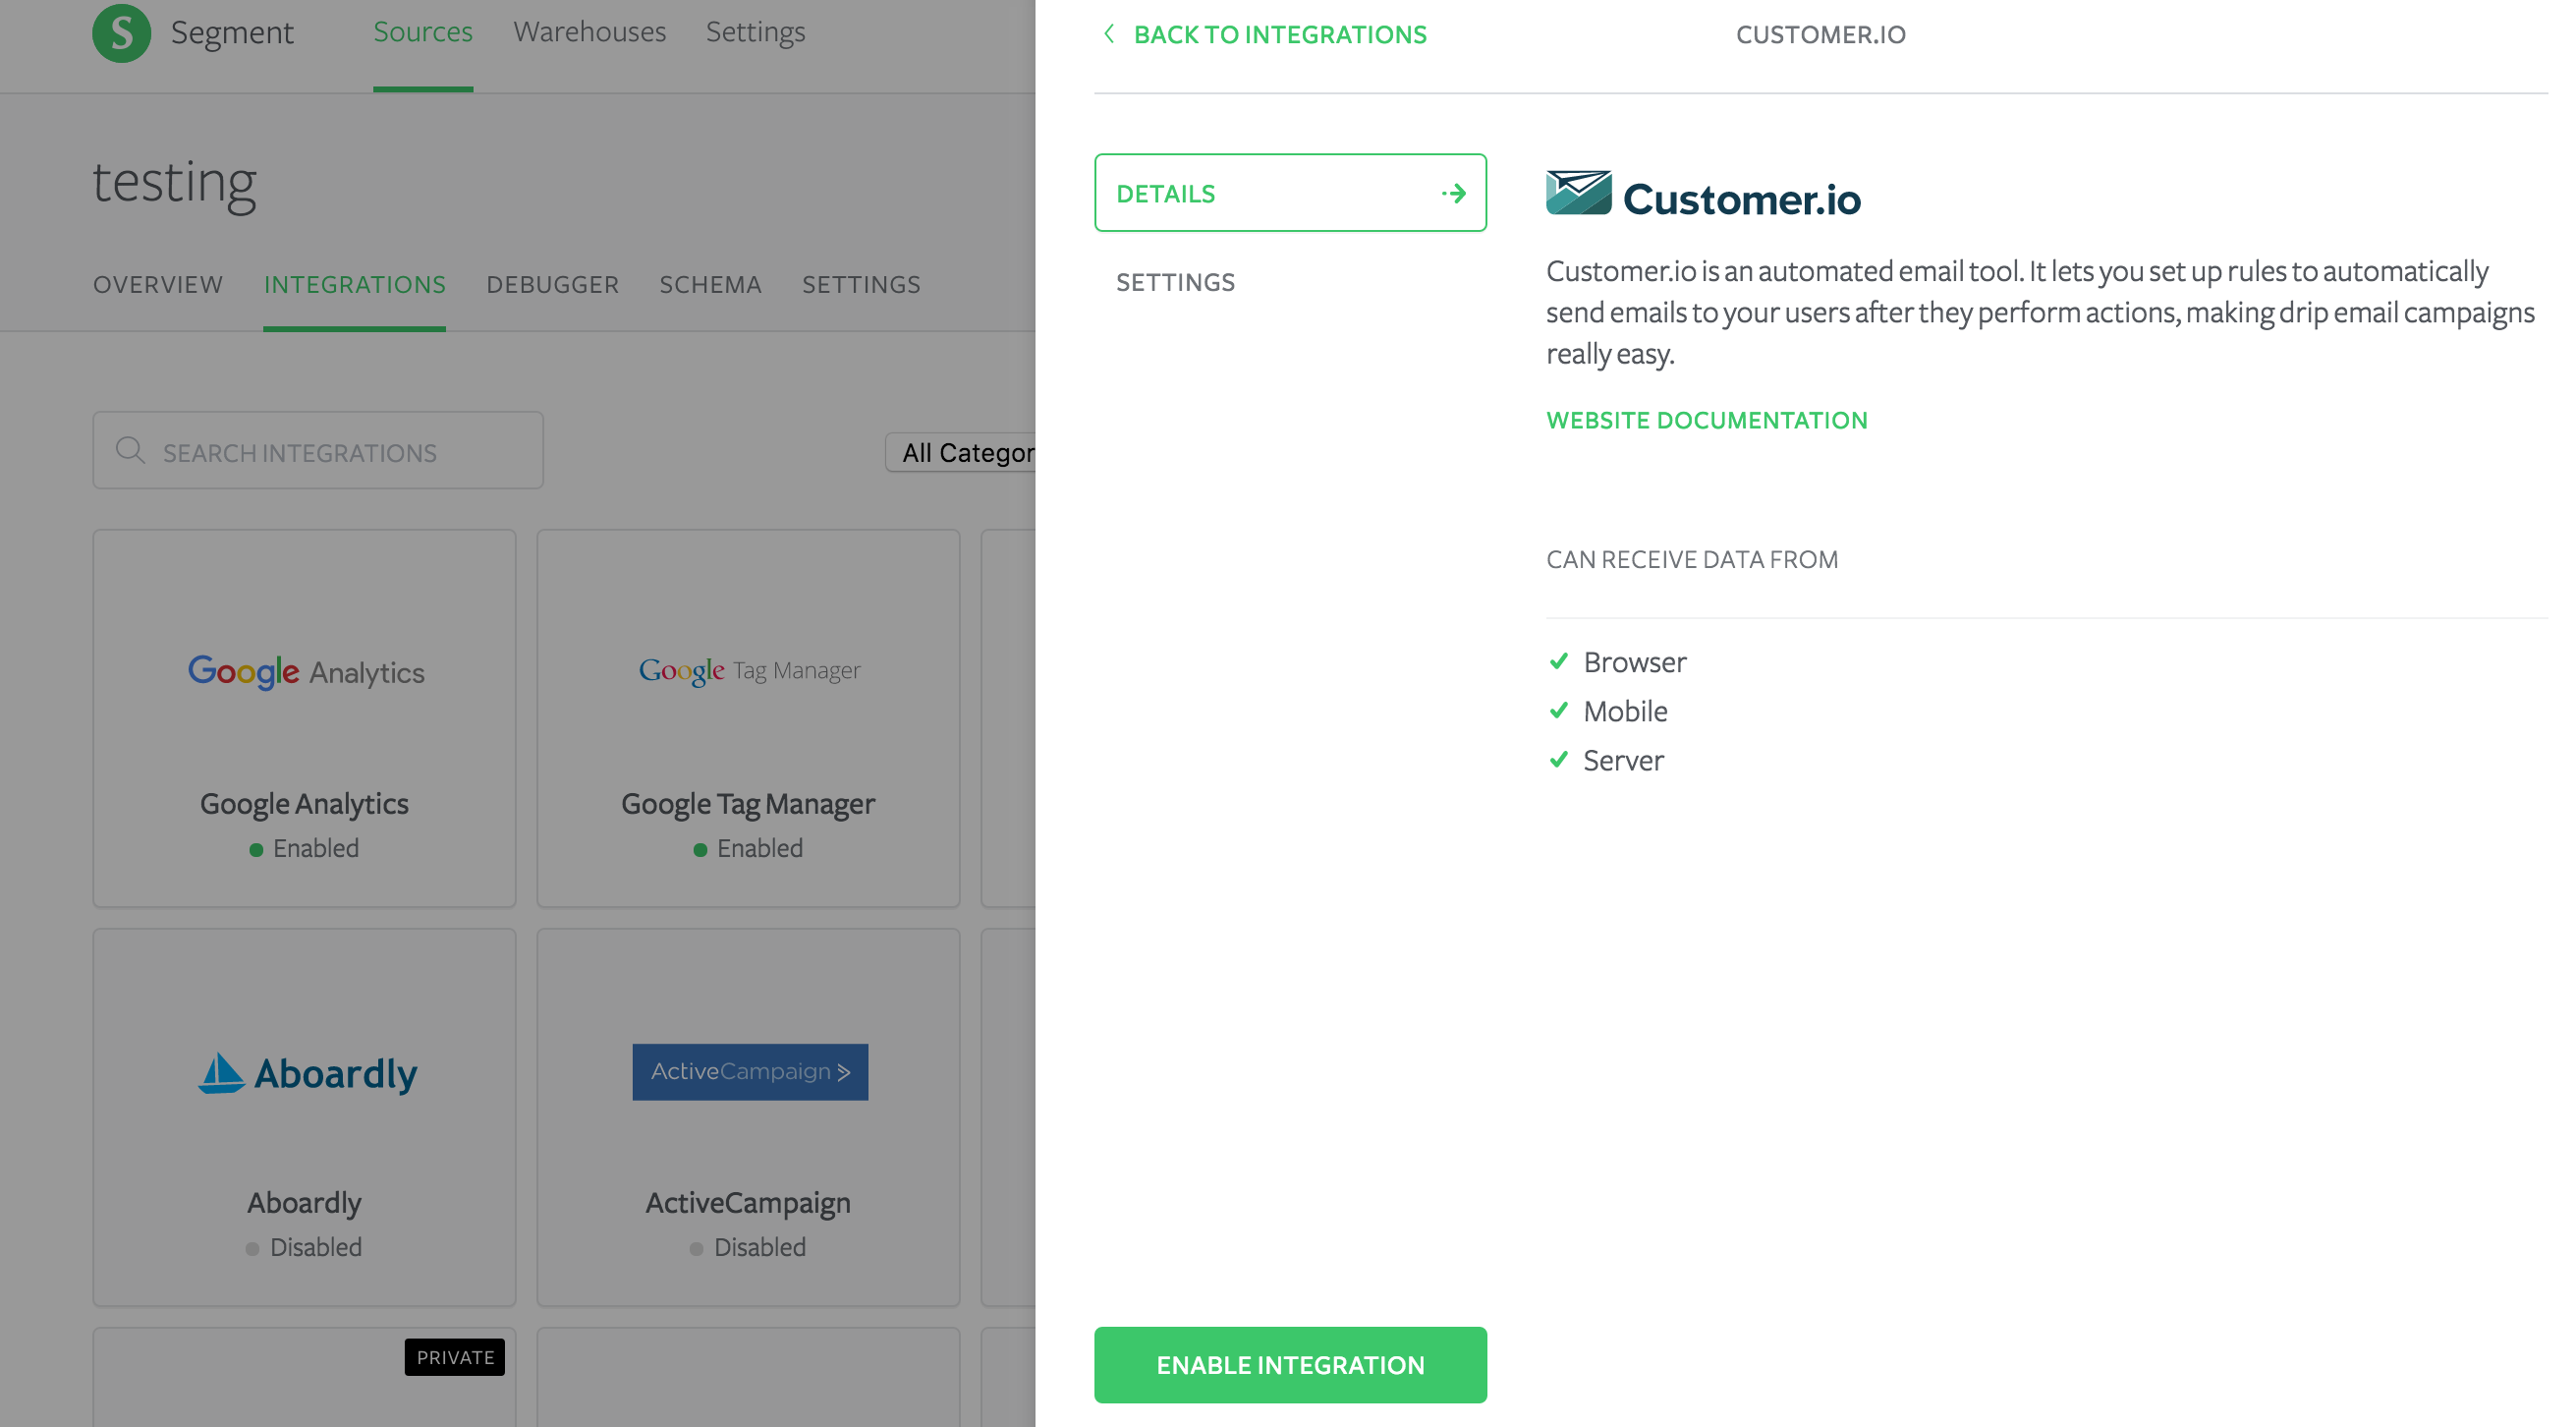 S Segment Sources Warehouses Settings
testing
OVERVIEW INTEGRATIONS DEBUGGER SCHEMA SETTINGS
SEARCH INTEGRATIONS All Categor
Google Analytics Google Tag Manager
Google Analytics Google Tag Manager
Enabled Enabled
Aboardly ActiveCampaign >
Aboardly ActiveCampaign
Disabled Disabled
PRIVATE
BACK TO INTEGRATIONS CUSTOMER.IO
DETAILS
SETTINGS
Customer.io
Customer.io is an automated email tool. It lets you set up rules to automatically
send emails to your users after they perform actions, making drip email campaigns
really easy.
WEBSITE DOCUMENTATION
CAN RECEIVE DATA FROM
Browser
Mobile
Server
ENABLE INTEGRATION